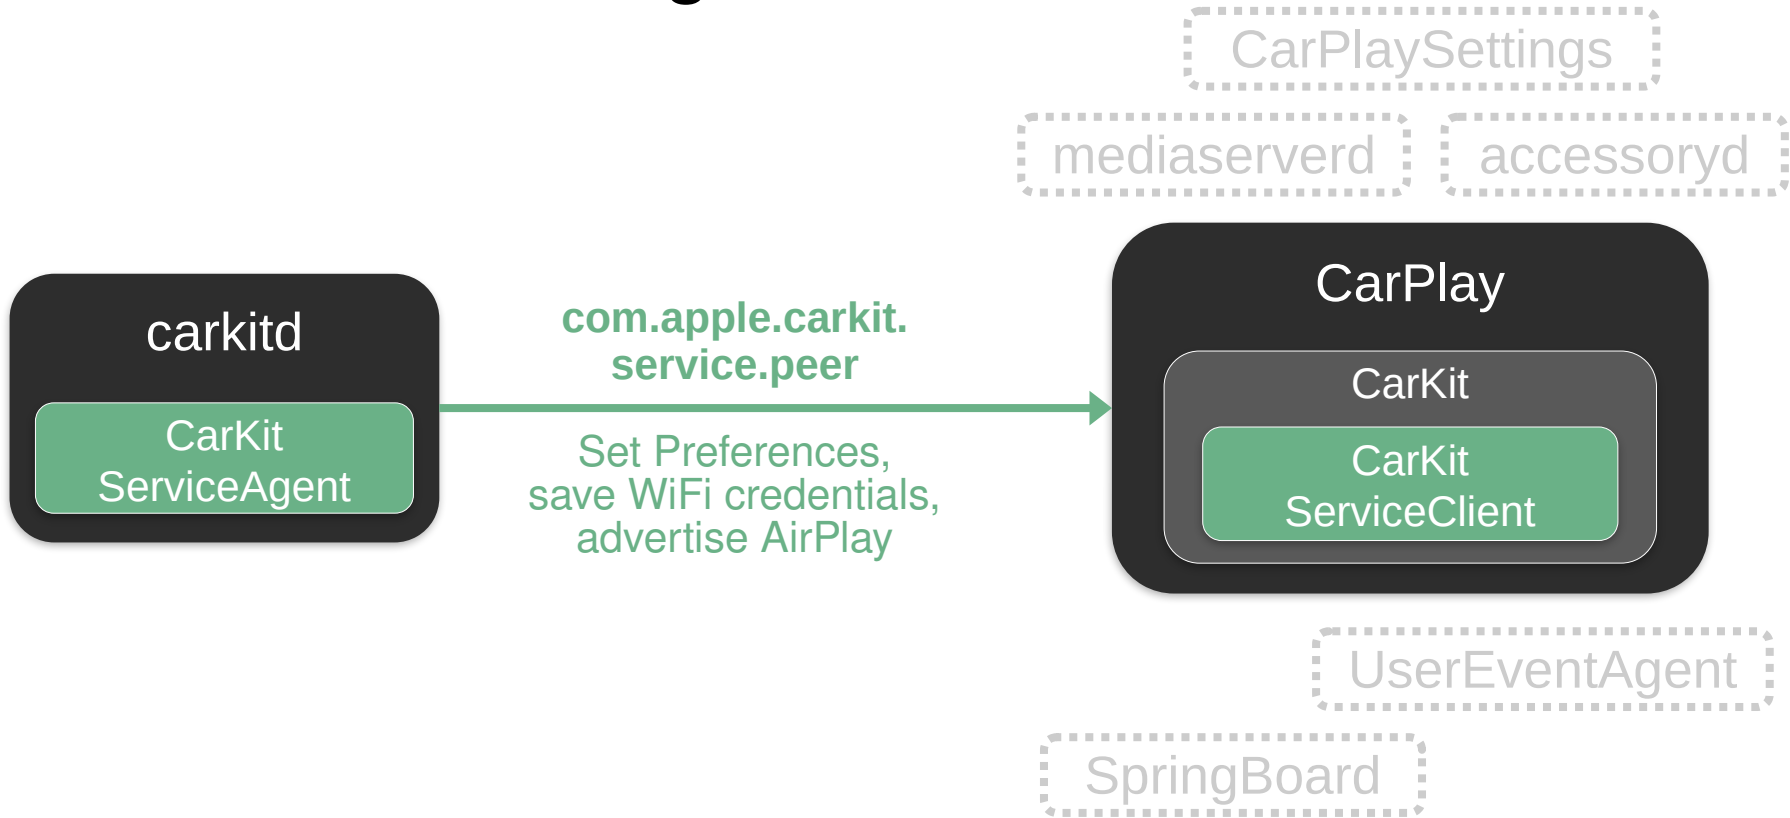 CarPlaySettings
mediaserverd
accessoryd
carkitd
CarKit
ServiceAgent
com.apple.carkit.
service.peer
Set Preferences,
save WiFi credentials,
advertise AirPlay
CarPlay
CarKit
CarKit
ServiceClient
UserEventAgent
SpringBoard